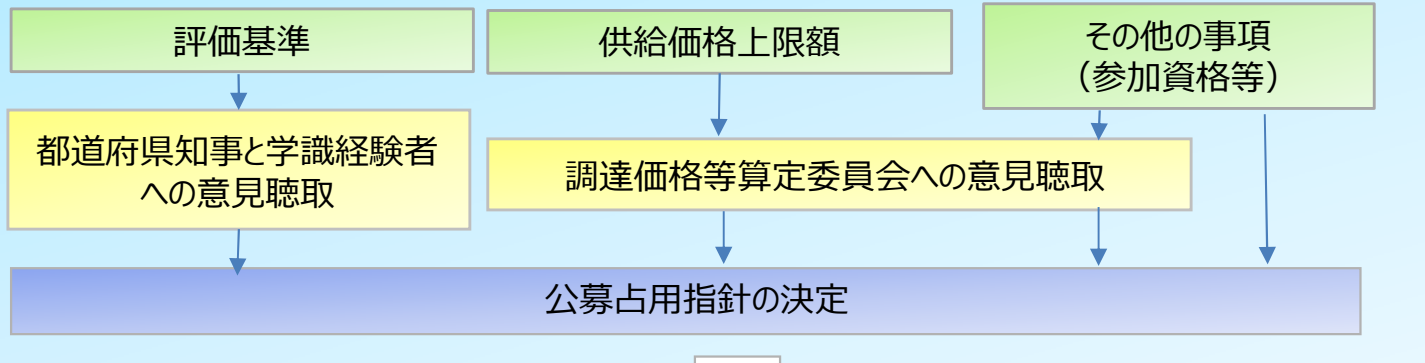 評価基準
供給価格上限額
その他の事項
（参加資格等）
都道府県知事と学識経験者
への意見聴取
調達価格等算定委員会への意見聴取
公募占用指針の決定